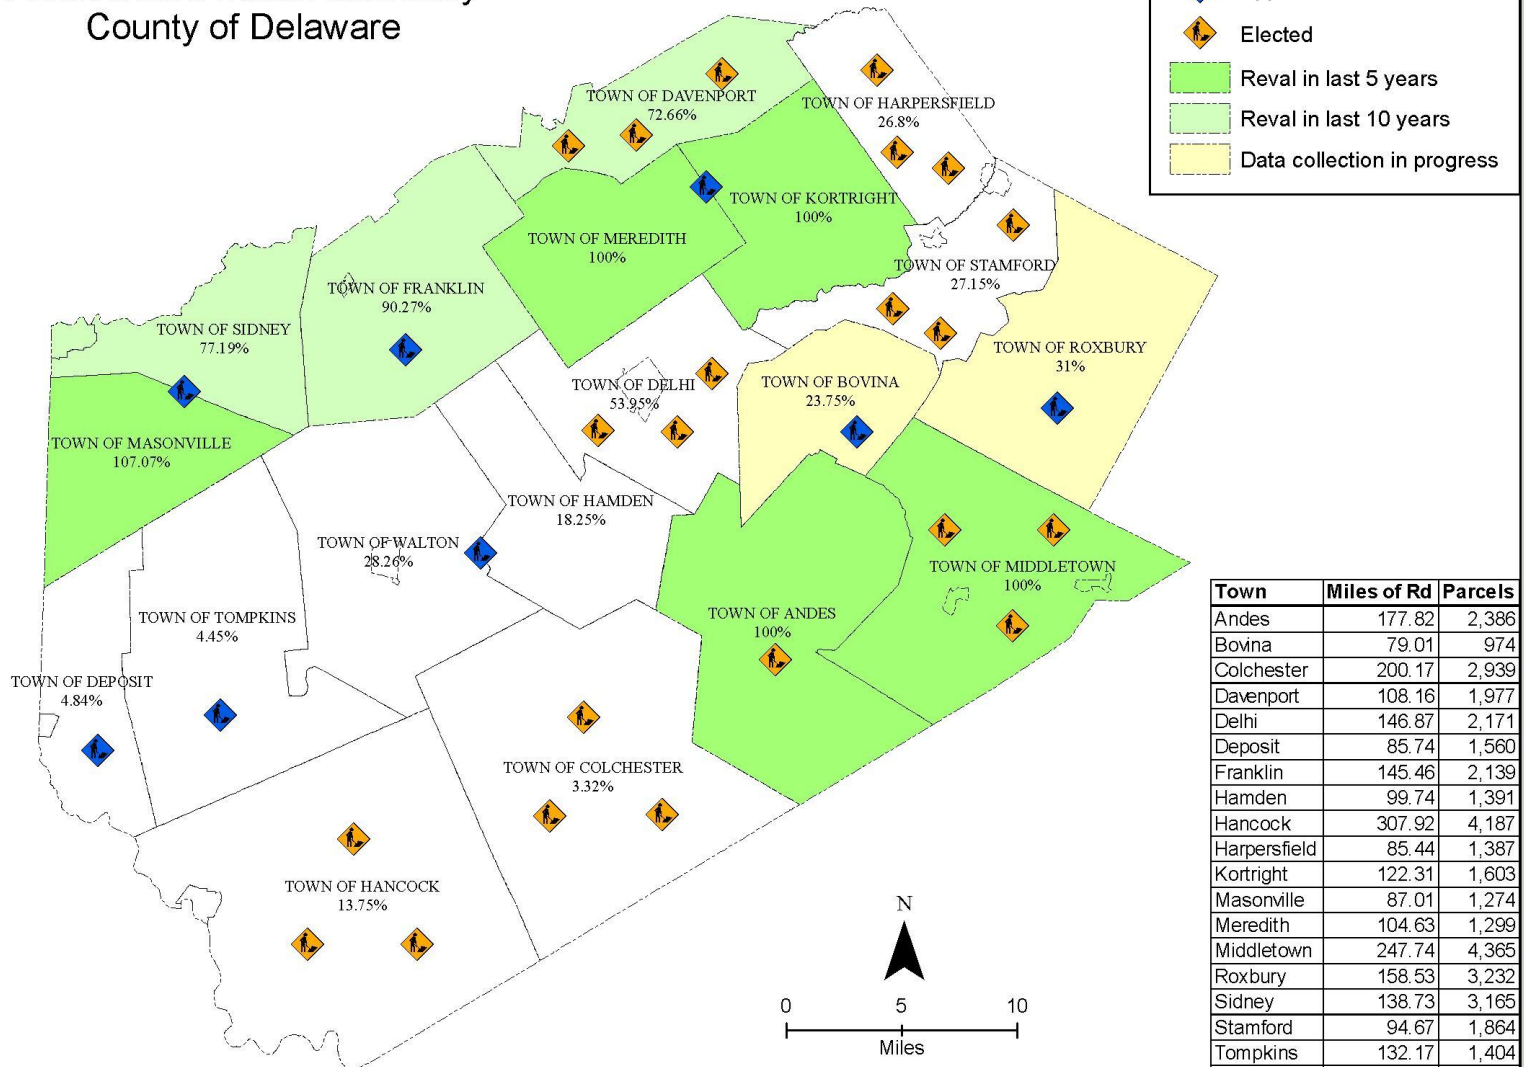 County of Delaware
Elected
Reval in last 5 years
Reval in last 10 years
Data collection in progress
TOWN OF DAVENPORT
72.66%
TOWN OF HARPERSFIELD
26.8%
TOWN OF KORTRIGHT
100%
TOWN OF MEREDITH
100%
TOWN OF STAMFORD
27.15%
TOWN OF FRANKLIN
90.27%
TOWN OF SIDNEY
77.19%
TOWN OF ROXBURY
31%
TOWN OF DELHI
53.95%
TOWN OF BOVINA
23.75%
TOWN OF MASONVILLE
107.07%
TOWN OF HAMDEN
18.25%
TOWN OF WALTON
28.26%
TOWN OF MIDDLETOWN
100%
TOWN OF ANDES
100%
TOWN OF TOMPKINS
4.45%
TOWN OF DEPOSIT
4.84%
TOWN OF COLCHESTER
3.32%
TOWN OF HANCOCK
13.75%
N
0 5 10
Miles
Town Miles of Rd Parcels
Andes 177.82 2,386
Bovina 79.01 974
Colchester 200.17 2,939
Davenport 108.16 1,977
Delhi 146.87 2,171
Deposit 85.74 1,560
Franklin 145.46 2,139
Hamden 99.74 1,391
Hancock 307.92 4,187
Harpersfield 85.44 1,387
Kortright 122.31 1,603
Masonville 87.01 1,274
Meredith 104.63 1,299
Middletown 247.74 4,365
Roxbury 158.53 3,232
Sidney 138.73 3,165
Stamford 94.67 1,864
Tompkins 132.17 1,404